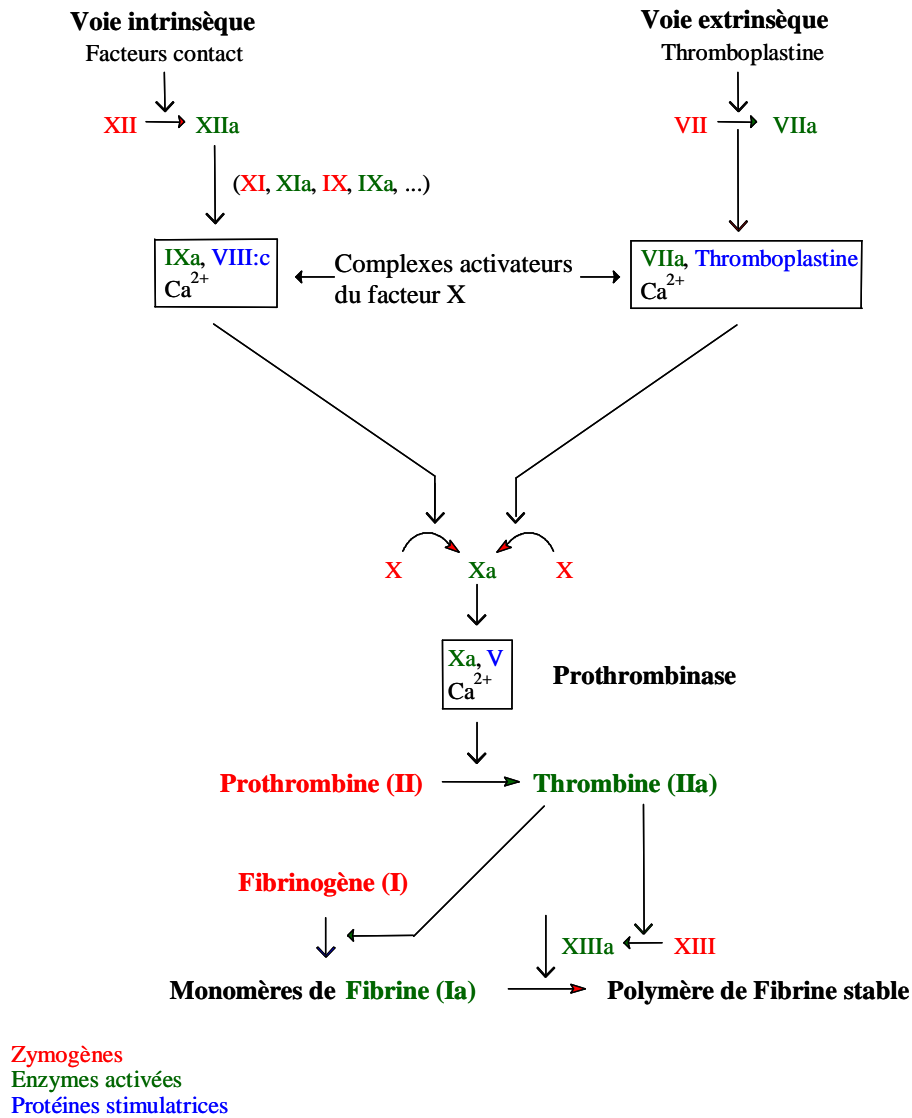 Voie intrinsèque
Facteurs contact
Voie extrinsèque
Thromboplastine
XII XIIa
VII VIIa
(XI, XIa, IX, IXa, ...)
IXa, VIII:c
Ca2+
Complexes activateurs
du facteur X
VIIa, Thromboplastine
Ca2+
X Xa X
Xa, V
Ca2+
Prothrombinase
Prothrombine (II) Thrombine (IIa)
Fibrinogène (I)
XIIIa XIII
Monomères de Fibrine (Ia) Polymère de Fibrine stable
Zymogènes
Enzymes activées
Protéines stimulatrices